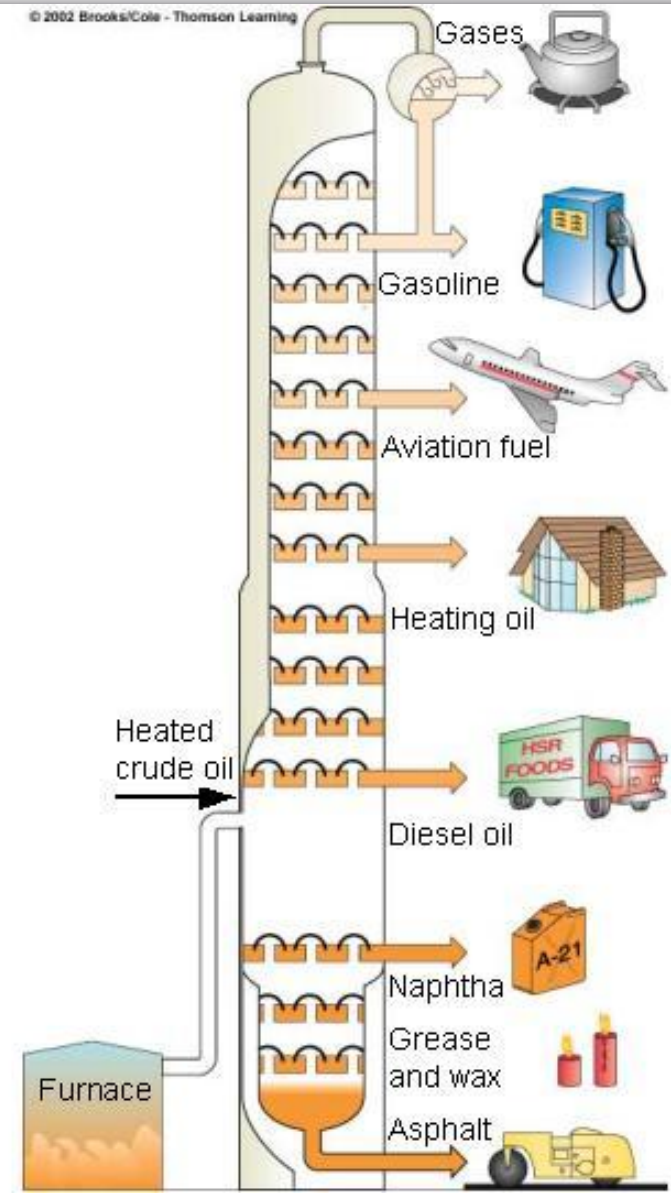 © 2002 Brooks/Cole - Thomson Learning
Gases
Gasoline
Aviation fuel
Heating oil
Heated
crude oil
HSR
FOODS
Diesel oil
A-21
Naphtha
Grease
and wax
Furnace
Asphalt